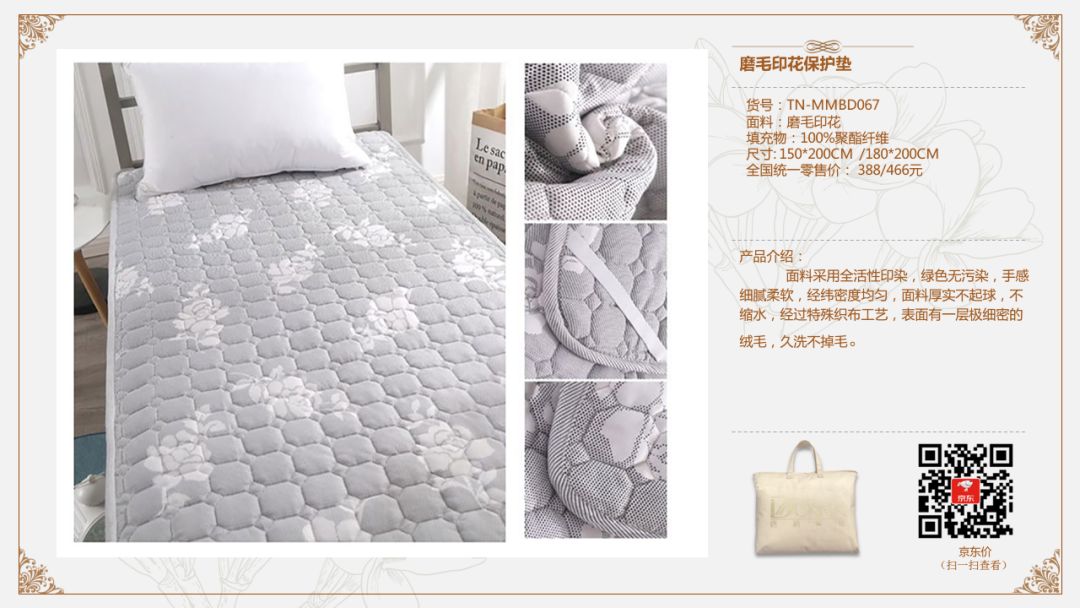 磨毛印花保护垫
货号：TN-MMBD067
面料：磨毛印花
填充物：100%聚酯纤维
尺寸: 150*200CM /180*200CM
全国统一零售价： 388/466元
产品介绍：
面料采用全活性印染，绿色无污染，手感
细腻柔软，经纬密度均匀，面料厚实不起球，不
缩水，经过特殊织布工艺，表面有一层极细密的
绒毛，久洗不掉毛。
Le sac
en pap
à partir de pap
100 % natural
京东
京东价
（扫一扫查看）